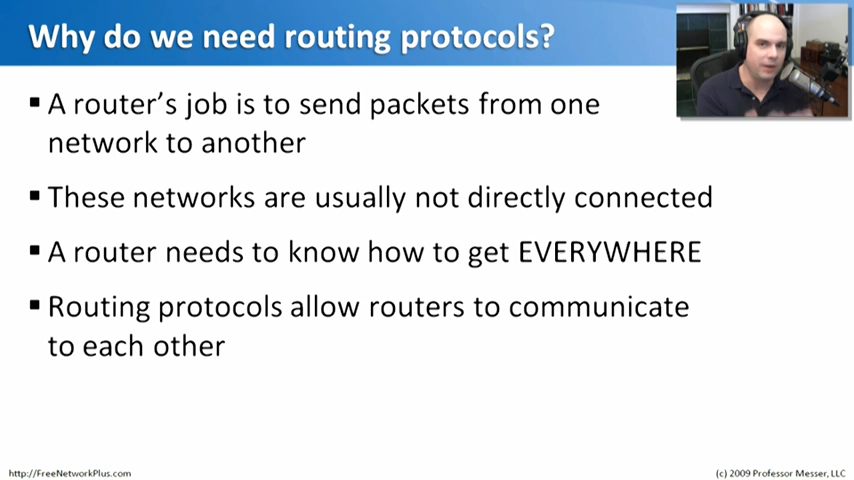 Why do we need routing protocols?
▪ A router’s job is to send packets from one
network to another
▪ These networks are usually not directly connected
▪ A router needs to know how to get EVERYWHERE
▪ Routing protocols allow routers to communicate
to each other
http://FreeNetworkPlus.com
(c) 2009 Professor Messer, LLC